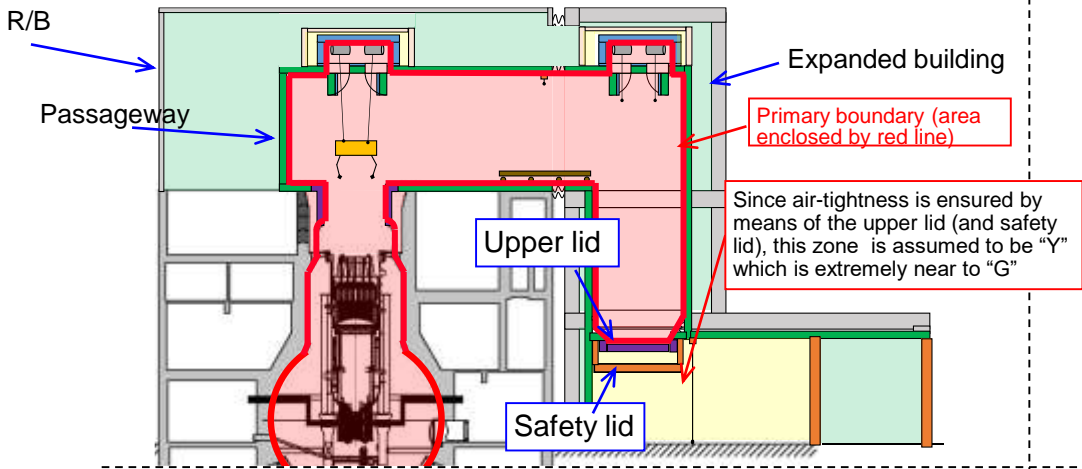 R/B
Expanded building
Passageway
Primary boundary (area
enclosed by red line)
Since air-tightness is ensured by
means of the upper lid (and safety
lid), this zone  is assumed to be “Y”
which is extremely near to “G”
Upper lid
Safety lid